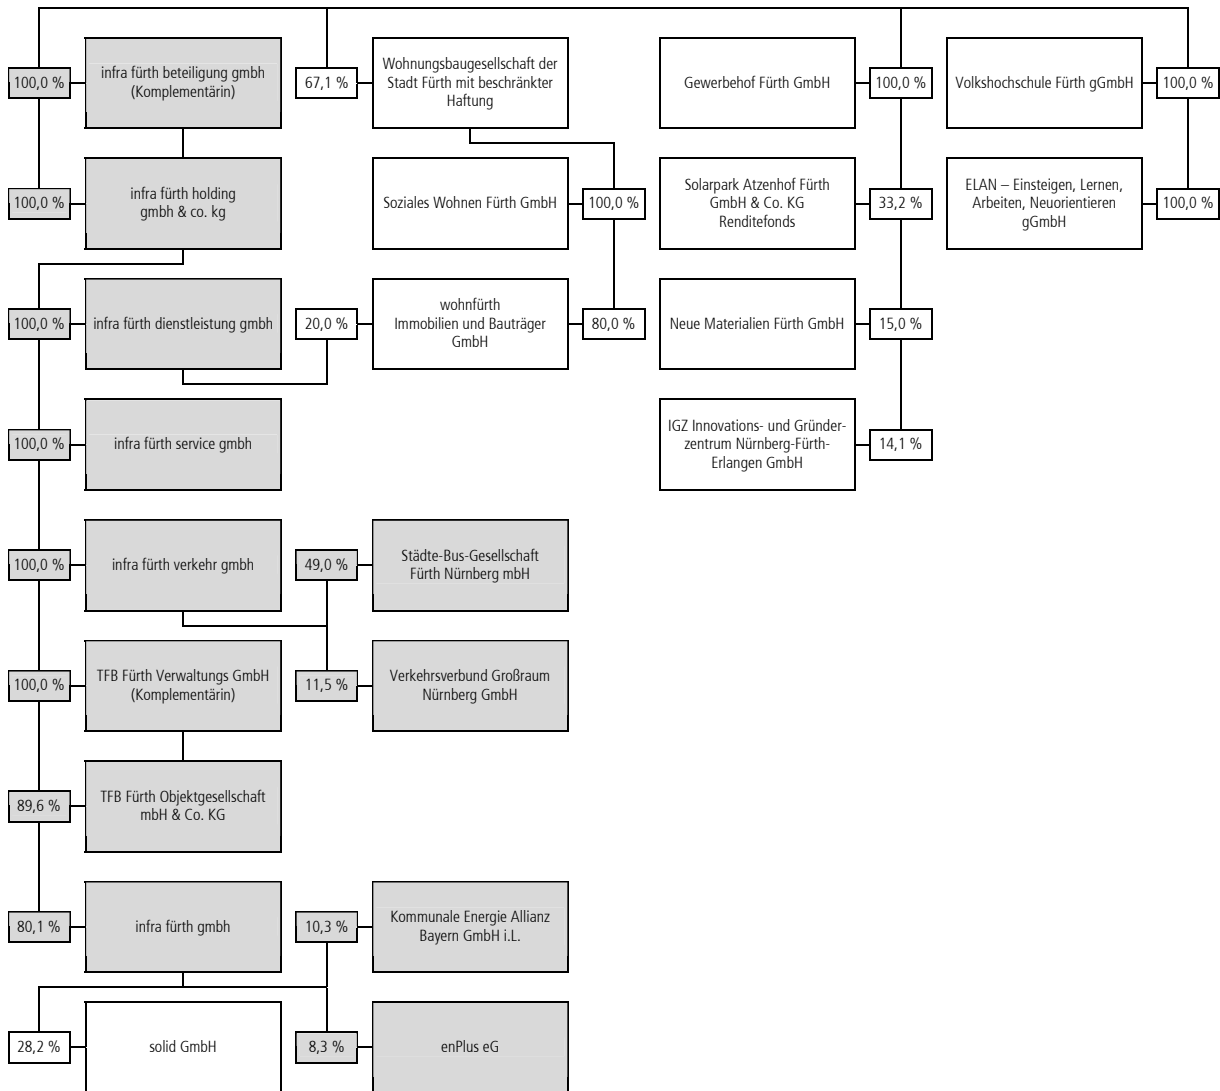 100,0 %
infra fürth beteiligung gmbh
(Komplementärin)
67,1 %
Wohnungsbaugesellschaft der
Stadt Fürth mit beschränkter
Haftung
Gewerbehof Fürth GmbH
100,0 %
Volkshochschule Fürth gGmbH
100,0 %
100,0 %
infra fürth holding
gmbh & co. kg
Soziales Wohnen Fürth GmbH
100,0 %
Solarpark Atzenhof Fürth
GmbH & Co. KG
Renditefonds
33,2 %
ELAN – Einsteigen, Lernen,
Arbeiten, Neuorientieren
gGmbH
100,0 %
100,0 %
infra fürth dienstleistung gmbh
20,0 %
wohnfürth
Immobilien und Bauträger
GmbH
80,0 %
Neue Materialien Fürth GmbH
15,0 %
100,0 %
infra fürth service gmbh
IGZ Innovations- und Gründer-
zentrum Nürnberg-Fürth-
Erlangen GmbH
14,1 %
100,0 %
infra fürth verkehr gmbh
49,0 %
Städte-Bus-Gesellschaft
Fürth Nürnberg mbH
100,0 %
TFB Fürth Verwaltungs GmbH
(Komplementärin)
11,5 %
Verkehrsverbund Großraum
Nürnberg GmbH
89,6 %
TFB Fürth Objektgesellschaft
mbH & Co. KG
80,1 %
infra fürth gmbh
10,3 %
Kommunale Energie Allianz
Bayern GmbH i.L.
28,2 %
solid GmbH
8,3 %
enPlus eG